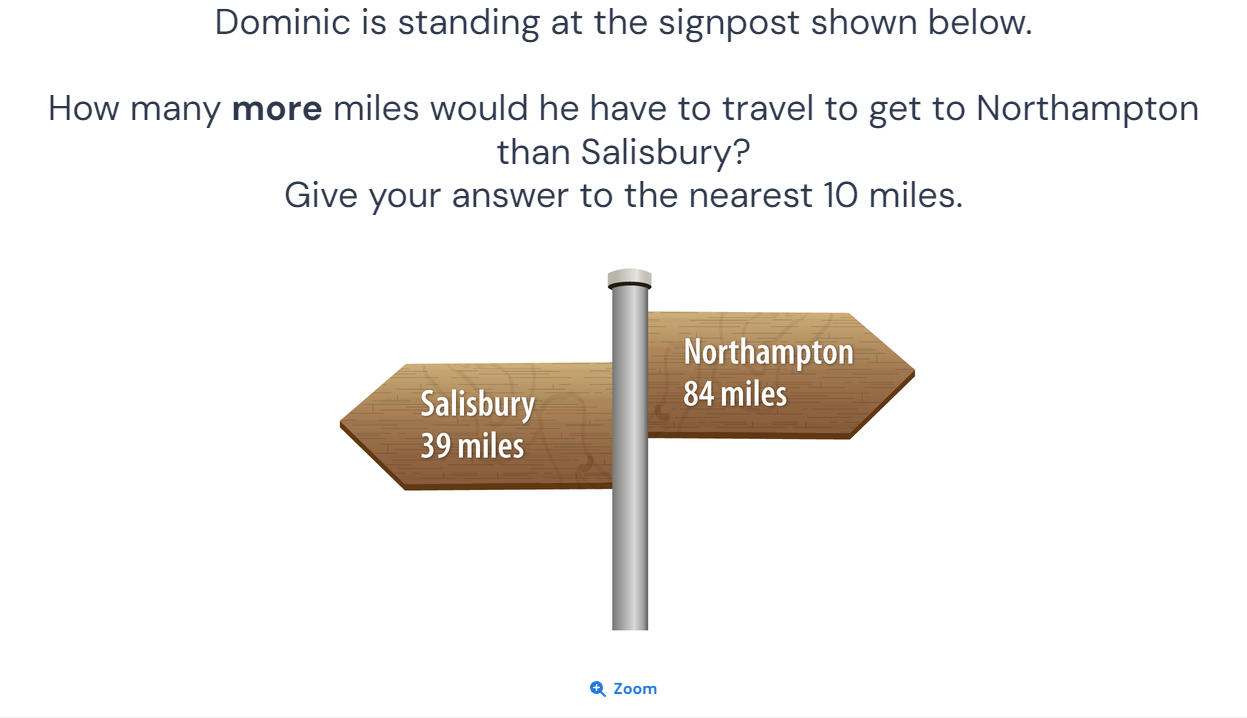 Dominic is standing at the signpost shown below.
How many more miles would he have to travel to get to Northampton
than Salisbury?
Give your answer to the nearest 10 miles.
Northampton
84 miles
Salisbury
39 miles
Zoom